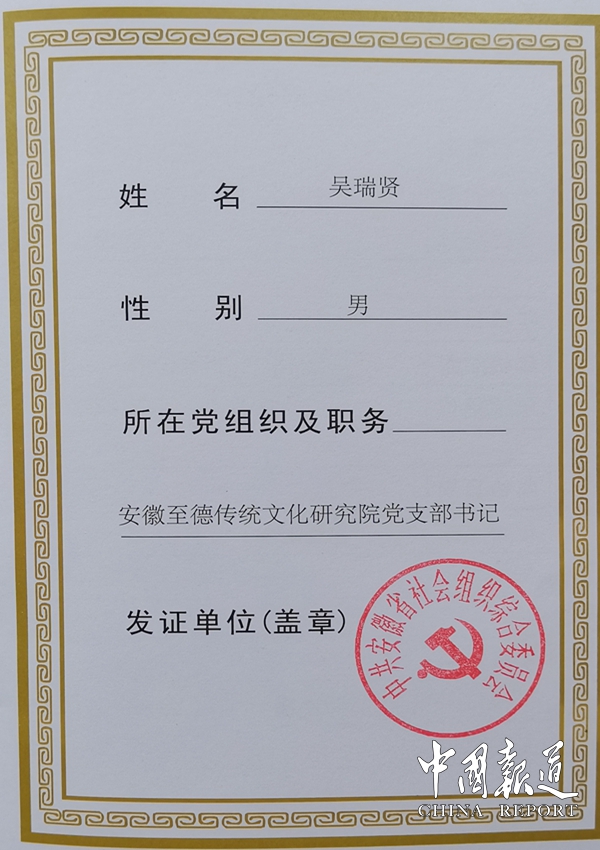 姓 名 吴瑞贤
性 别 男
所在党组织及职务
安徽至德传统文化研究院党支部书记
发证单位(盖章)
中共安徽省社会组织综合委员会
中国报道
CHINA REPORT